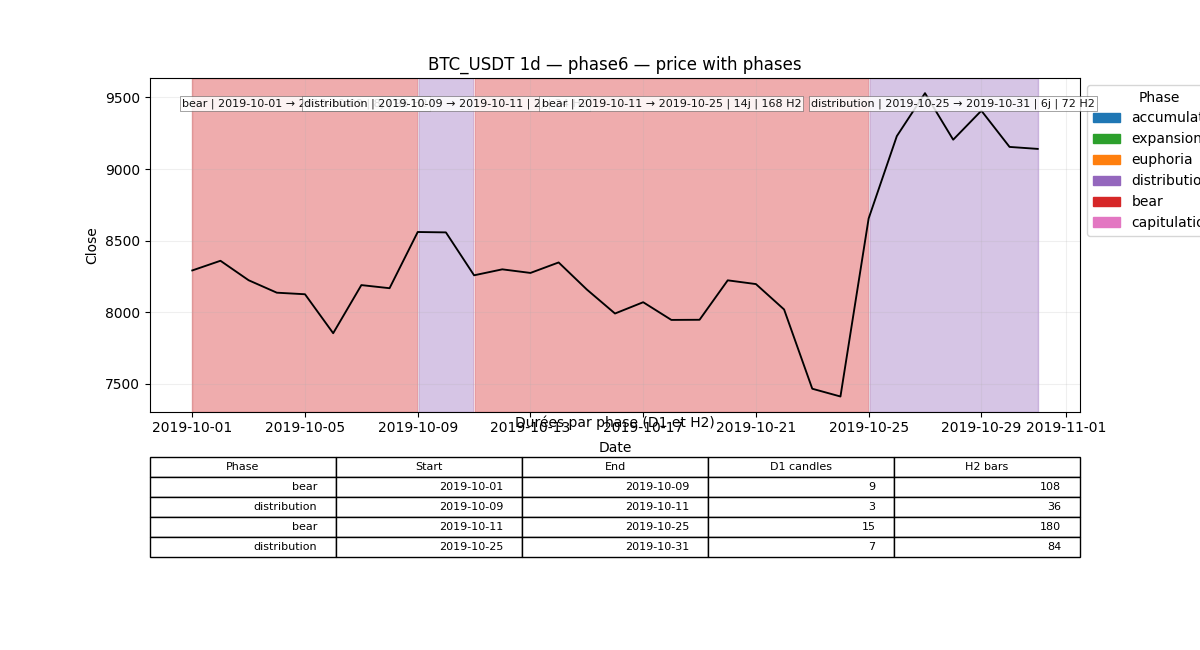 BTC_USDT 1d — phase6 — price with phases
bear | 2019-10-01 →
distribution | 2019-10-09 → 2019-10-11 |
bear | 2019-10-11 → 2019-10-25 | 14j | 168 H2
distribution | 2019-10-25 → 2019-10-31 | 6j | 72 H2
Phase
accumulat
expansion
euphoria
distributio
bear
capitulatio
9500
9000
8500
8000
7500
Close
2019-10-01 2019-10-05 2019-10-09 2019-10-13 2019-10-17 2019-10-21 2019-10-25 2019-10-29 2019-11-01
Durées par phase (D1 et H2)
Date
Phase Start End D1 candles H2 bars
bear 2019-10-01 2019-10-09 9 108
distribution 2019-10-09 2019-10-11 3 36
bear 2019-10-11 2019-10-25 15 180
distribution 2019-10-25 2019-10-31 7 84